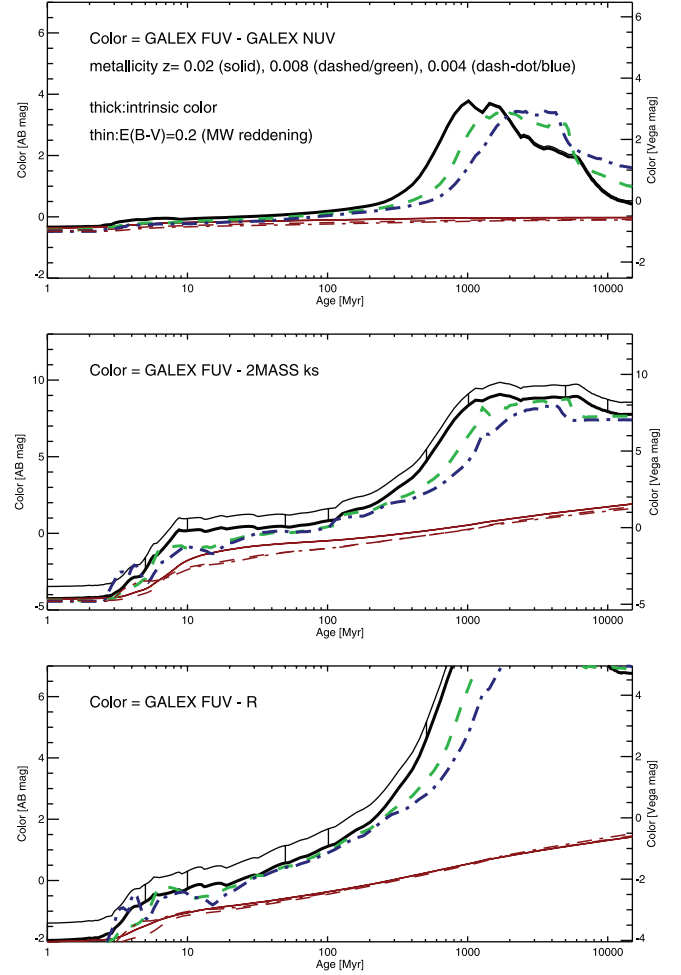 Color = GALEX FUV - GALEX NUV
metallicity z= 0.02 (solid), 0.008 (dashed/green), 0.004 (dash-dot/blue)
thick:intrinsic color
thin:E(B-V)=0.2 (MW reddening)
Color [AB mag]
6
4
2
0
-2
Color [Vega mag]
6
4
2
0
-2
1
10
100
1000
10000
Age [Myr]
Color = GALEX FUV - 2MASS ks
Color [AB mag]
10
5
0
-5
Color [Vega mag]
10
5
0
-5
1
10
100
1000
10000
Age [Myr]
Color = GALEX FUV - R
Color [AB mag]
6
4
2
0
-2
Color [Vega mag]
4
2
0
-2
-4
1
10
100
1000
10000
Age [Myr]